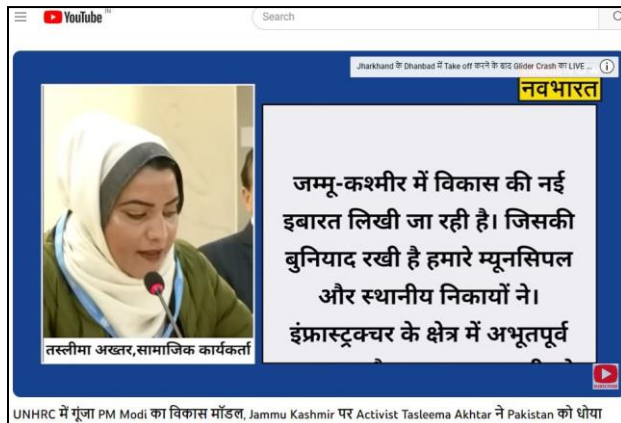 YouTube IN
Search
Jharkhand के Dhanbad में Take off करने के बाद Glider Crash का LIVE ...
नवभारत
जम्मू-कश्मीर में विकास की नई
इबारत लिखी जा रही है। जिसकी
बुनियाद रखी है हमारे म्यूनसिपल
और स्थानीय निकायों ने।
इंफ्रास्ट्रक्चर के क्षेत्र में अभूतपूर्व
तस्लीमा अख्तर,सामाजिक कार्यकर्ता
SUBSCRIBE
UNHRC में गूंजा PM Modi का विकास मॉडल, Jammu Kashmir पर Activist Tasleema Akhtar ने Pakistan को धोया